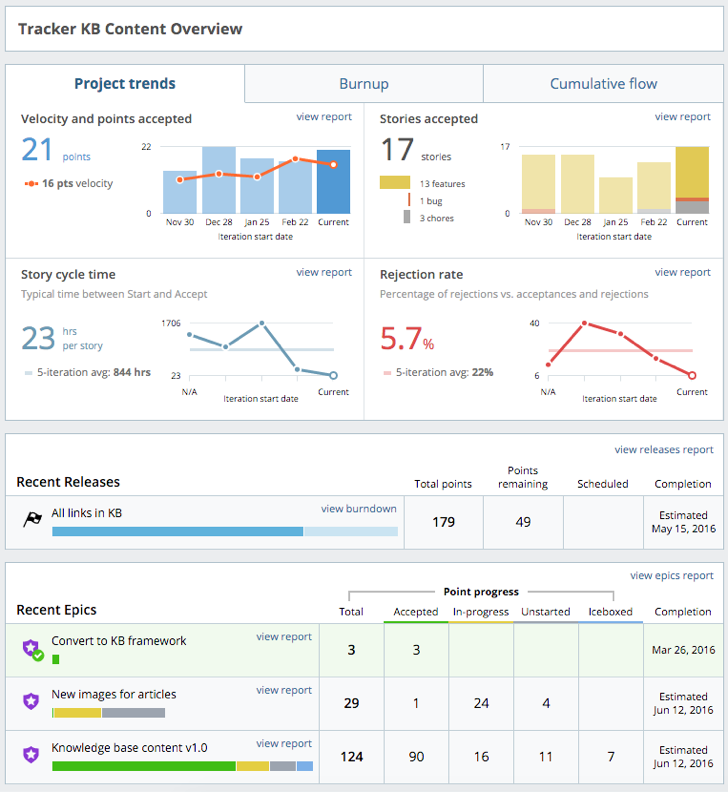 Tracker KB Content Overview
Project trends
Burnup
Cumulative flow
Velocity and points accepted
view report
21 points
16 pts velocity
22
0
Nov 30 Dec 28 Jan 25 Feb 22 Current
Iteration start date
Stories accepted
view report
17 stories
13 features
1 bug
3 chores
17
0
Nov 30 Dec 28 Jan 25 Feb 22 Current
Iteration start date
Story cycle time
view report
Typical time between Start and Accept
23 hrs
per story
5-iteration avg: 844 hrs
1706
23
N/A
Current
Iteration start date
Rejection rate
view report
Percentage of rejections vs. acceptances and rejections
5.7%
5-iteration avg: 22%
40
6
N/A
Current
Iteration start date
view releases report
Recent Releases
Total points
Points
remaining
Scheduled
Completion
All links in KB
view burndown
179
49
Estimated
May 15, 2016
view epics report
Point progress
Recent Epics
Total
Accepted
In-progress
Unstarted
Iceboxed
Completion
Convert to KB framework
view report
3
3
Mar 26, 2016
New images for articles
view report
29
1
24
4
Estimated
Jun 12, 2016
Knowledge base content v1.0
view report
124
90
16
11
7
Estimated
Jun 12, 2016